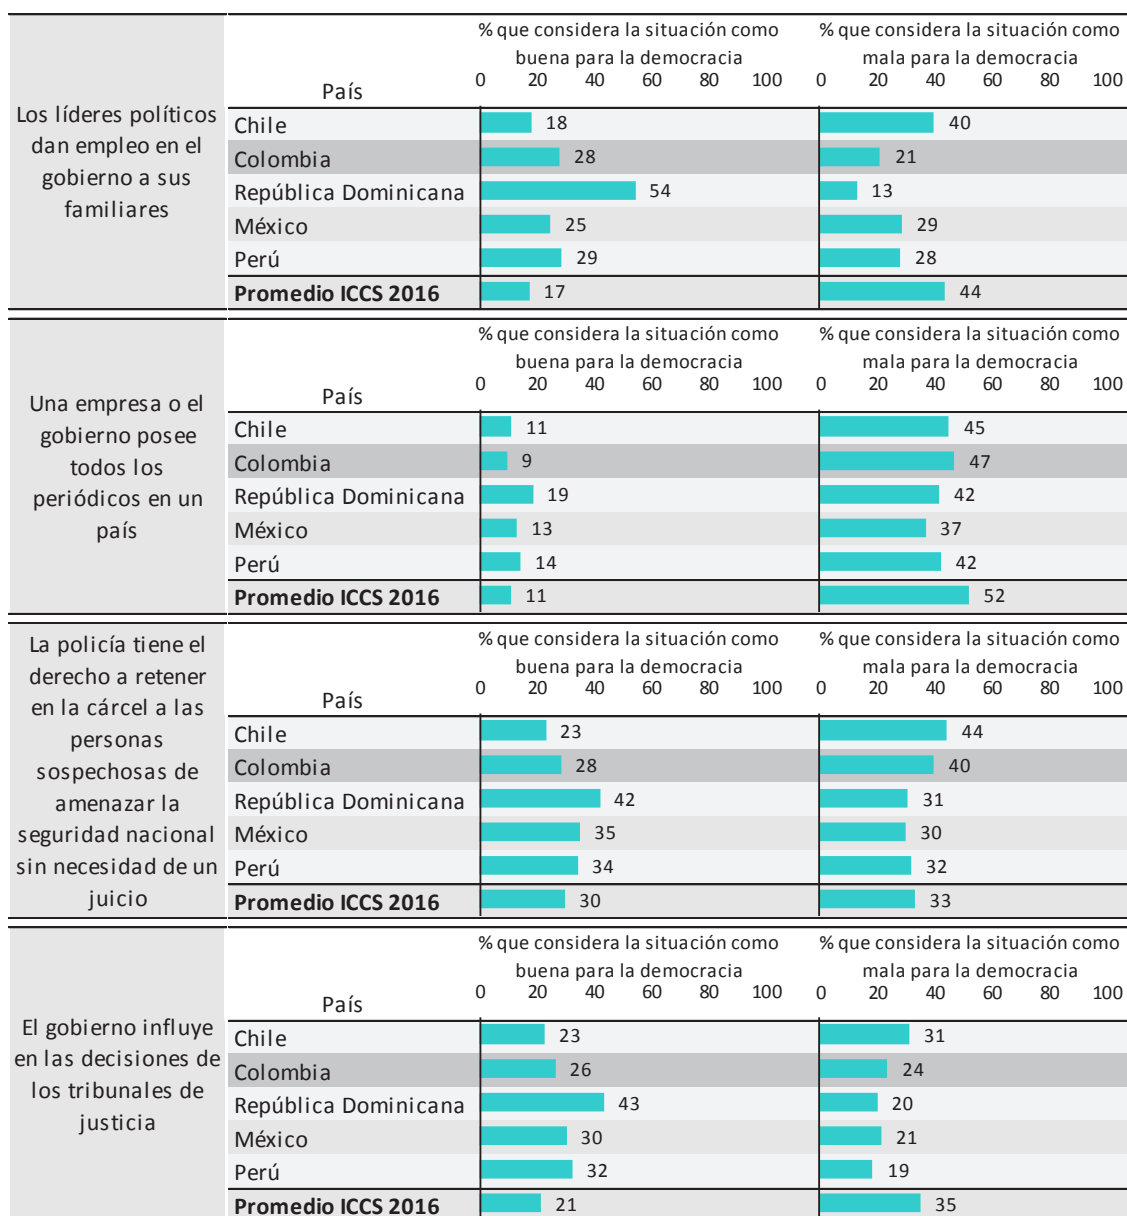 % que considera la situación como % que considera la situación como
buena para la democracia mala para la democracia
País 0 20 40 60 80 100 0 20 40 60 80 100
Los líderes políticos
dan empleo en el
gobierno a sus
familiares
Chile 18 40
Colombia 28 21
República Dominicana 54 13
México 25 29
Perú 29 28
Promedio ICCS 2016 17 44
% que considera la situación como % que considera la situación como
buena para la democracia mala para la democracia
País 0 20 40 60 80 100 0 20 40 60 80 100
Una empresa o el
gobierno posee
todos los
periódicos en un
país
Chile 11 45
Colombia 9 47
República Dominicana 19 42
México 13 37
Perú 14 42
Promedio ICCS 2016 11 52
% que considera la situación como % que considera la situación como
buena para la democracia mala para la democracia
País 0 20 40 60 80 100 0 20 40 60 80 100
La policía tiene el
derecho a retener
en la cárcel a las
personas
sospechosas de
amenazar la
seguridad nacional
sin necesidad de un
juicio
Chile 23 44
Colombia 28 40
República Dominicana 42 31
México 35 30
Perú 34 32
Promedio ICCS 2016 30 33
% que considera la situación como % que considera la situación como
buena para la democracia mala para la democracia
País 0 20 40 60 80 100 0 20 40 60 80 100
El gobierno influye
en las decisiones de
los tribunales de
justicia
Chile 23 31
Colombia 26 24
República Dominicana 43 20
México 30 21
Perú 32 19
Promedio ICCS 2016 21 35